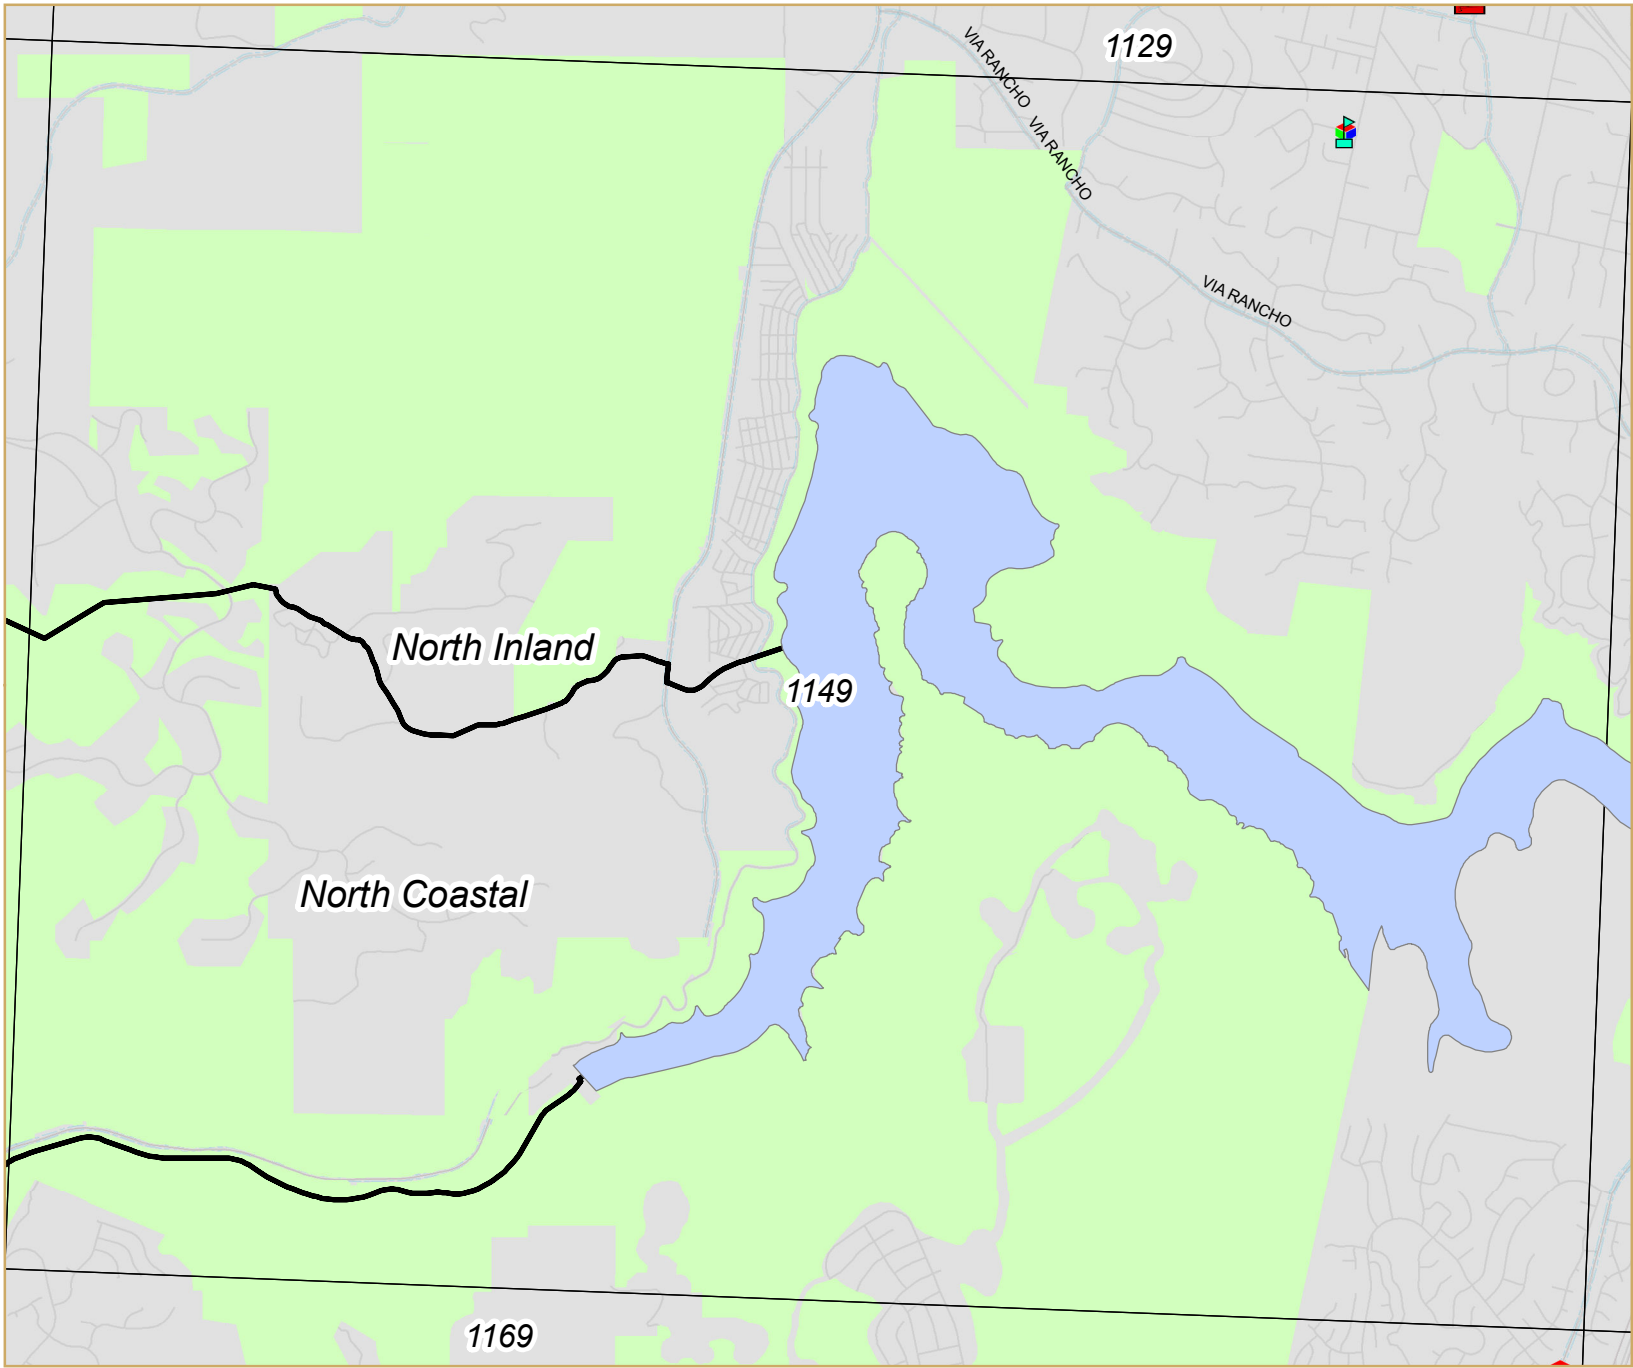 1129
VIA RANCHO
VIA RANCHO
VIA RANCHO
North Inland
1149
North Coastal
1169